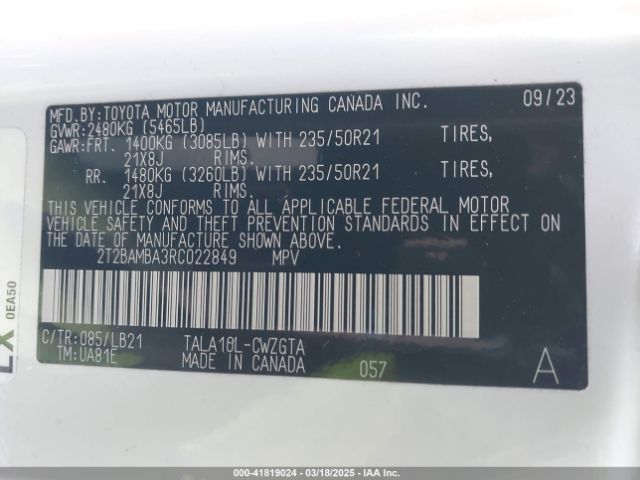 MFD.BY:TOYOTA MOTOR MANUFACTURING CANADA INC. 09/23
GVWR:2480KG (5465LB)
GAWR:FRT. 1400KG (3085LB) WITH 235/50R21 TIRES,
21X8J RIMS.
RR. 1480KG (3260LB) WITH 235/50R21 TIRES,
21X8J RIMS.
THIS VEHICLE CONFORMS TO ALL APPLICABLE FEDERAL MOTOR
VEHICLE SAFETY AND THEFT PREVENTION STANDARDS IN EFFECT ON
THE DATE OF MANUFACTURE SHOWN ABOVE.
2T2BAMBA3RC022849 MPV
C/TR:085/LB21 TALA10L-CWZGTA
TM:UA81E MADE IN CANADA 057 A
0EA50
00-41819024 / 03/18/2025 / IAA Inc.